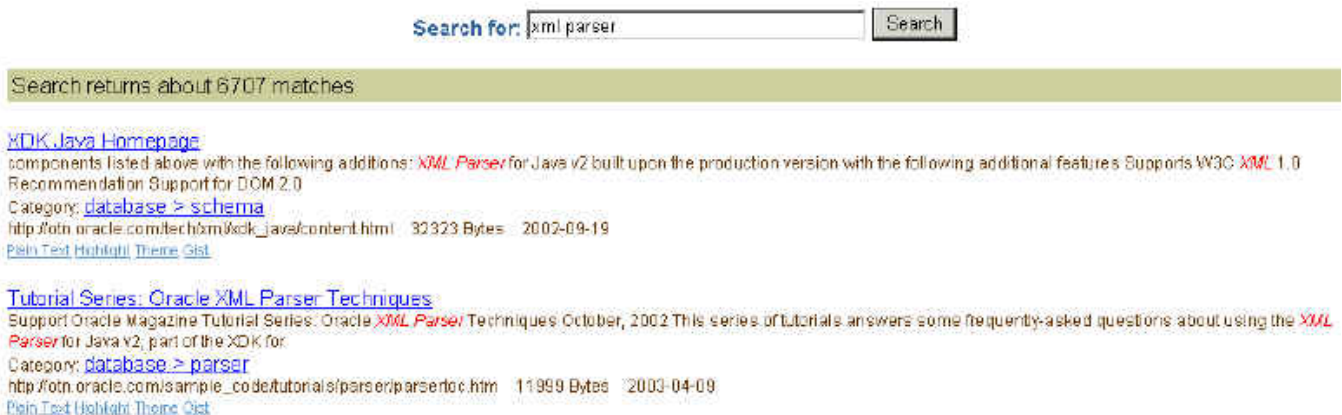 Search for: xml parser Search
Search returns about 6707 matches
XDK Java Homepage
components listed above with the following additions: XML Parser for Java v2 built upon the production version with the following additional features Supports W3C XML 1.0
Recommendation Support for DOM 2.0
Category: database > schema
http://otn.oracle.com/tech/xml/xdk_java/content.html 32323 Bytes 2002-09-19
Plain Text Highlight Theme Gist
Tutorial Series: Oracle XML Parser Techniques
Support Oracle Magazine Tutorial Series: Oracle XML Parser Techniques October, 2002 This series of tutorials answers some frequently-asked questions about using the XML
Parser for Java v2, part of the XDK for
Category: database > parser
http://otn.oracle.com/sample_code/tutorials/parser/parsertoc.htm 11999 Bytes 2003-04-09
Plain Text Highlight Theme Gist